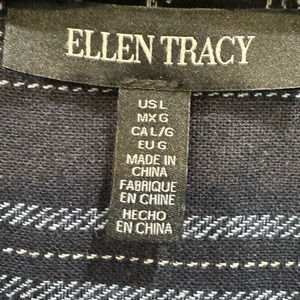 ELLEN TRACY
US L
MX G
CA L/G
EU G
MADE IN
CHINA
FABRIQUE
EN CHINE
HECHO
EN CHINA